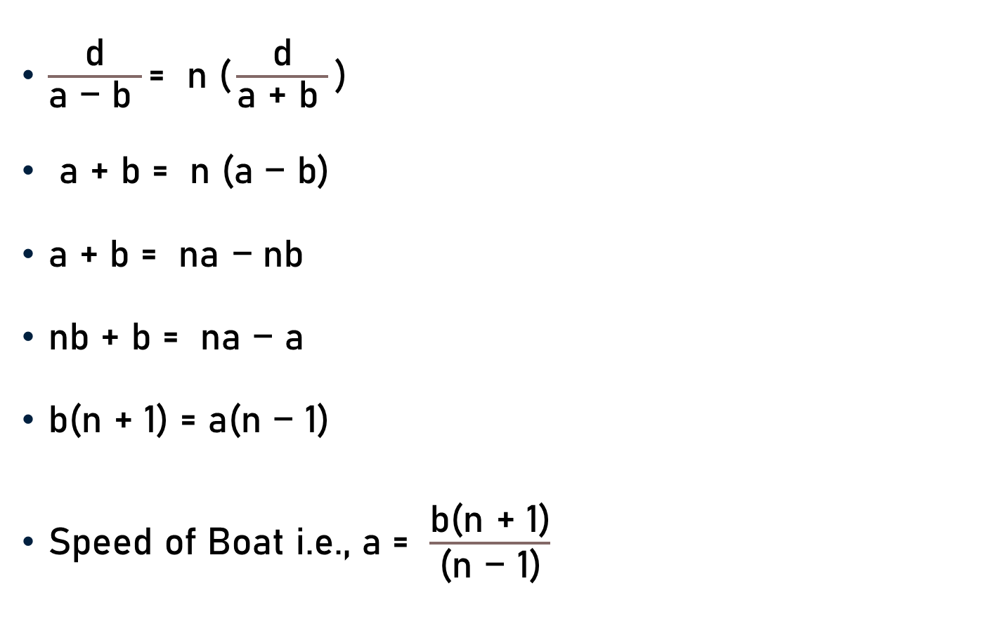 • d/(a – b) = n (d/(a + b))
• a + b = n (a – b)
• a + b = na – nb
• nb + b = na – a
• b(n + 1) = a(n – 1)
• Speed of Boat i.e., a = b(n + 1)/(n – 1)